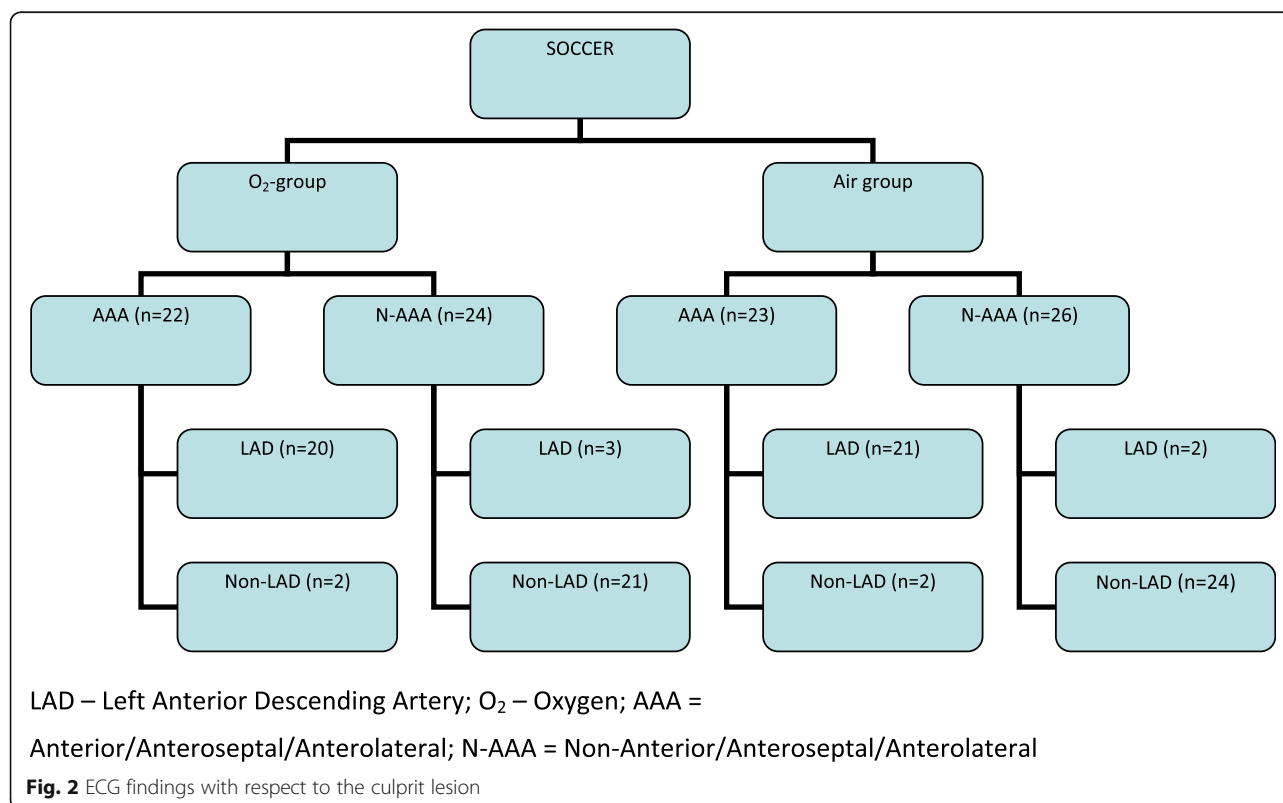 SOCCER
O₂-group
Air group
AAA (n=22)
N-AAA (n=24)
AAA (n=23)
N-AAA (n=26)
LAD (n=20)
LAD (n=3)
LAD (n=21)
LAD (n=2)
Non-LAD (n=2)
Non-LAD (n=21)
Non-LAD (n=2)
Non-LAD (n=24)
LAD – Left Anterior Descending Artery; O₂ – Oxygen; AAA =
Anterior/Anteroseptal/Anterolateral; N-AAA = Non-Anterior/Anteroseptal/Anterolateral
Fig. 2 ECG findings with respect to the culprit lesion